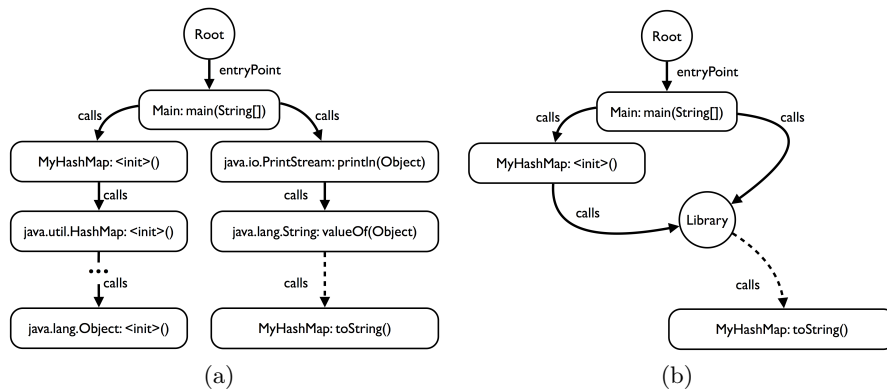 Root
entryPoint
Main: main(String[])
calls
calls
MyHashMap: <init>()
java.io.PrintStream: println(Object)
calls
calls
java.util.HashMap: <init>()
java.lang.String: valueOf(Object)
...
calls
calls
java.lang.Object: <init>()
MyHashMap: toString()
(a)
Root
entryPoint
Main: main(String[])
calls
calls
MyHashMap: <init>()
calls
Library
calls
MyHashMap: toString()
(b)